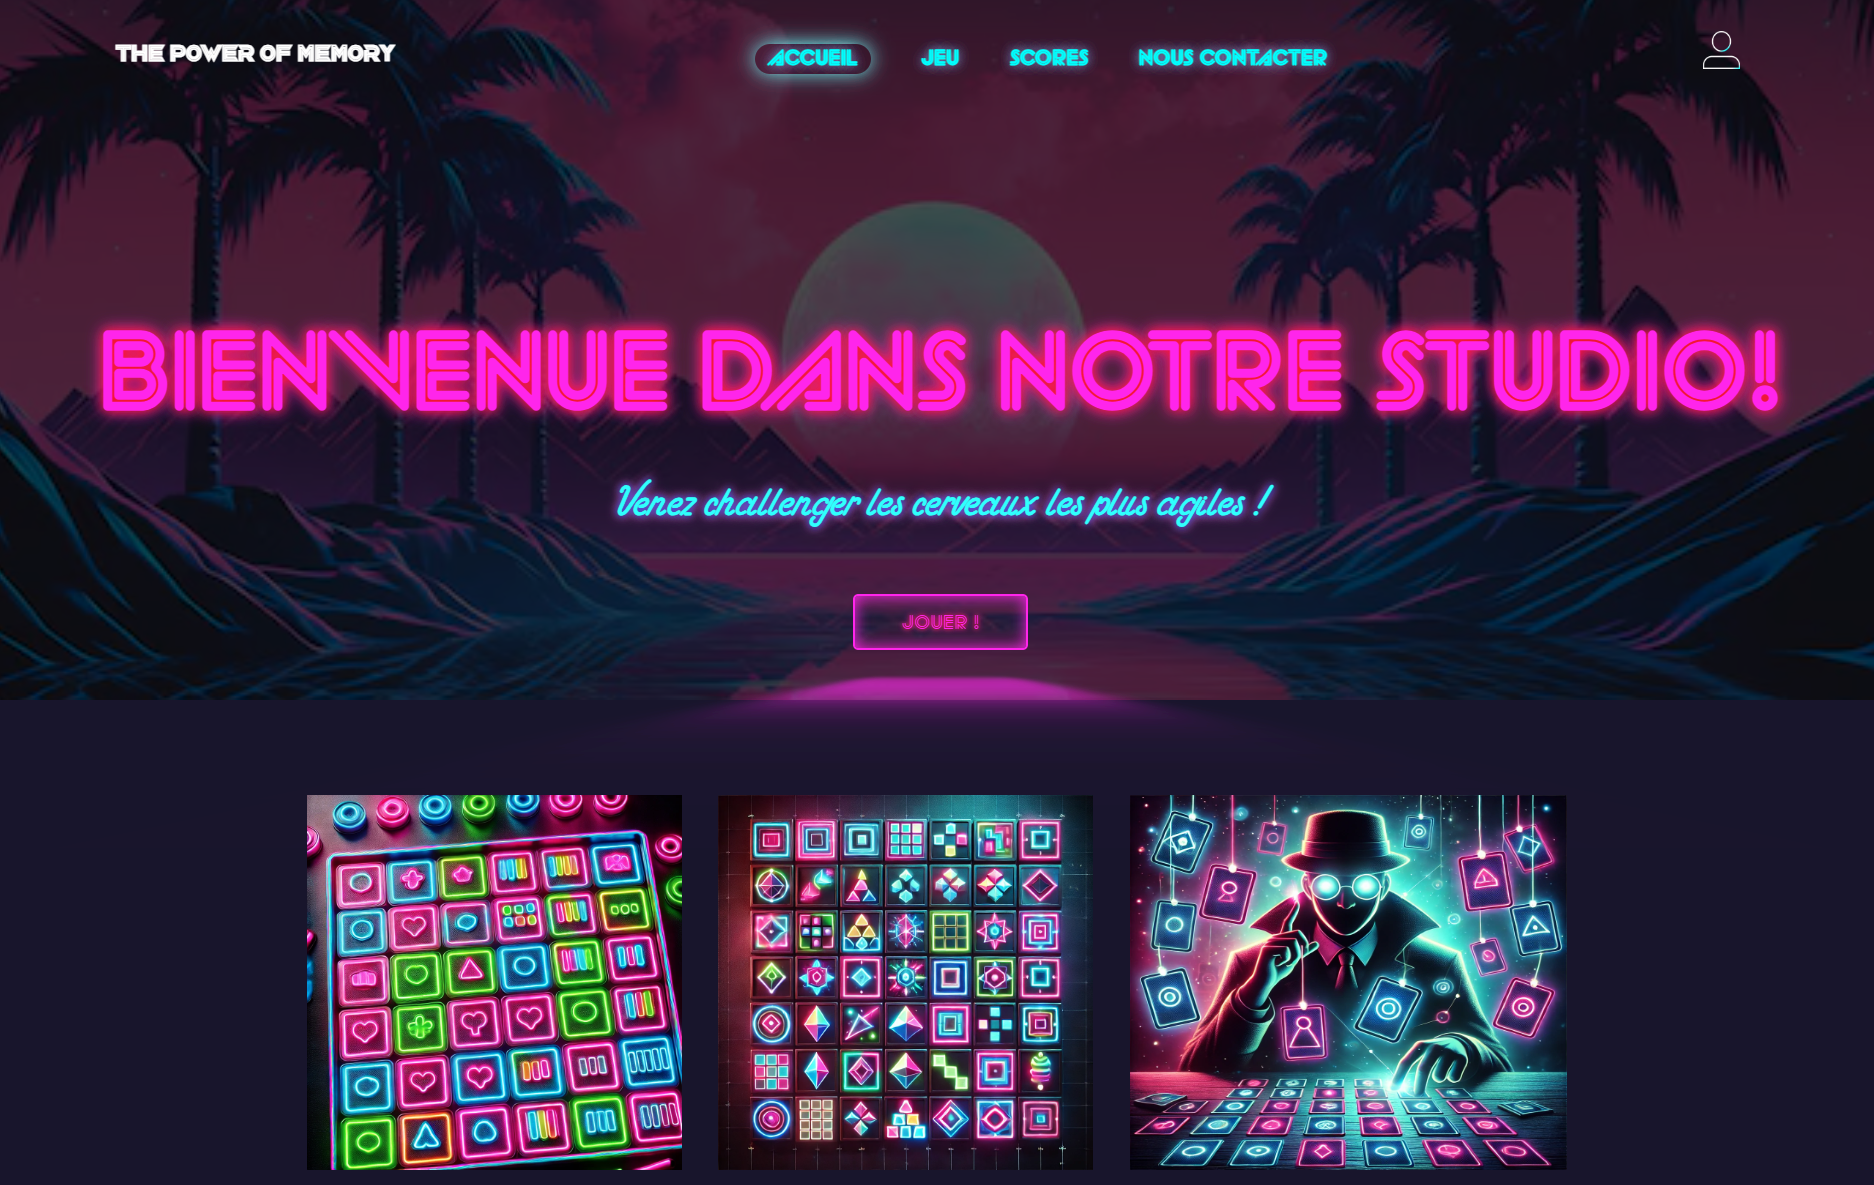 THE POWER OF MEMORY
ACCUEIL
JEU
SCORES
NOUS CONTACTER
BIENVENUE DANS NOTRE STUDIO!
Venez challenger les cerveaux les plus agiles !
JOUER !